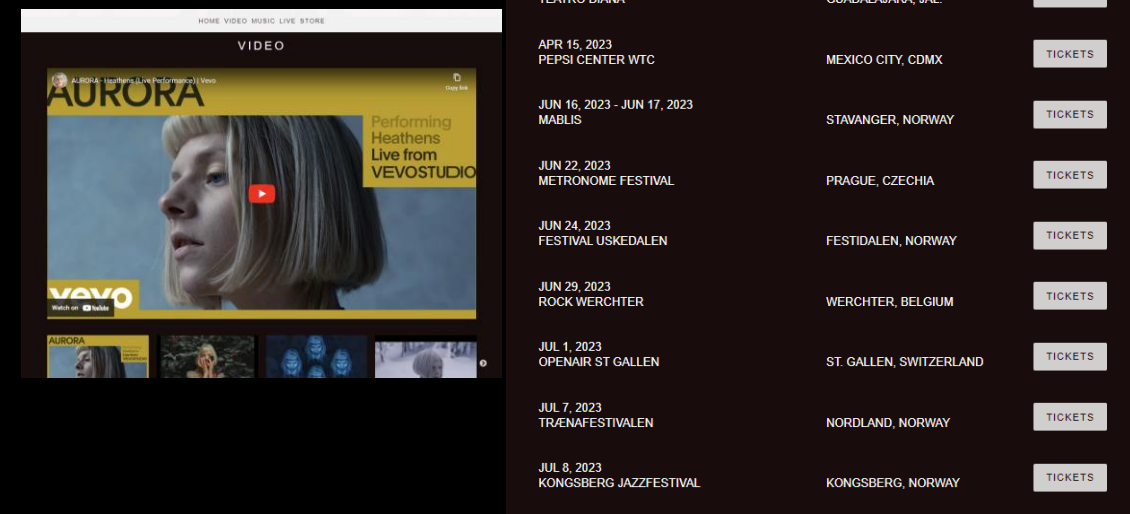 HOME VIDEO MUSIC LIVE STORE
VIDEO
AURORA - Heathens (Live Performance) | Vevo
Copy link
AURORA
Performing
Heathens
Live from
VEVOSTUDIO
vevo
Watch on YouTube
AURORA
TEATRO DIANA GUADALAJARA, JAL.
APR 15, 2023
PEPSI CENTER WTC MEXICO CITY, CDMX TICKETS
JUN 16, 2023 - JUN 17, 2023
MABLIS STAVANGER, NORWAY TICKETS
JUN 22, 2023
METRONOME FESTIVAL PRAGUE, CZECHIA TICKETS
JUN 24, 2023
FESTIVAL USKEDALEN FESTIDALEN, NORWAY TICKETS
JUN 29, 2023
ROCK WERCHTER WERCHTER, BELGIUM TICKETS
JUL 1, 2023
OPENAIR ST GALLEN ST. GALLEN, SWITZERLAND TICKETS
JUL 7, 2023
TRÆNAFESTIVALEN NORDLAND, NORWAY TICKETS
JUL 8, 2023
KONGSBERG JAZZFESTIVAL KONGSBERG, NORWAY TICKETS